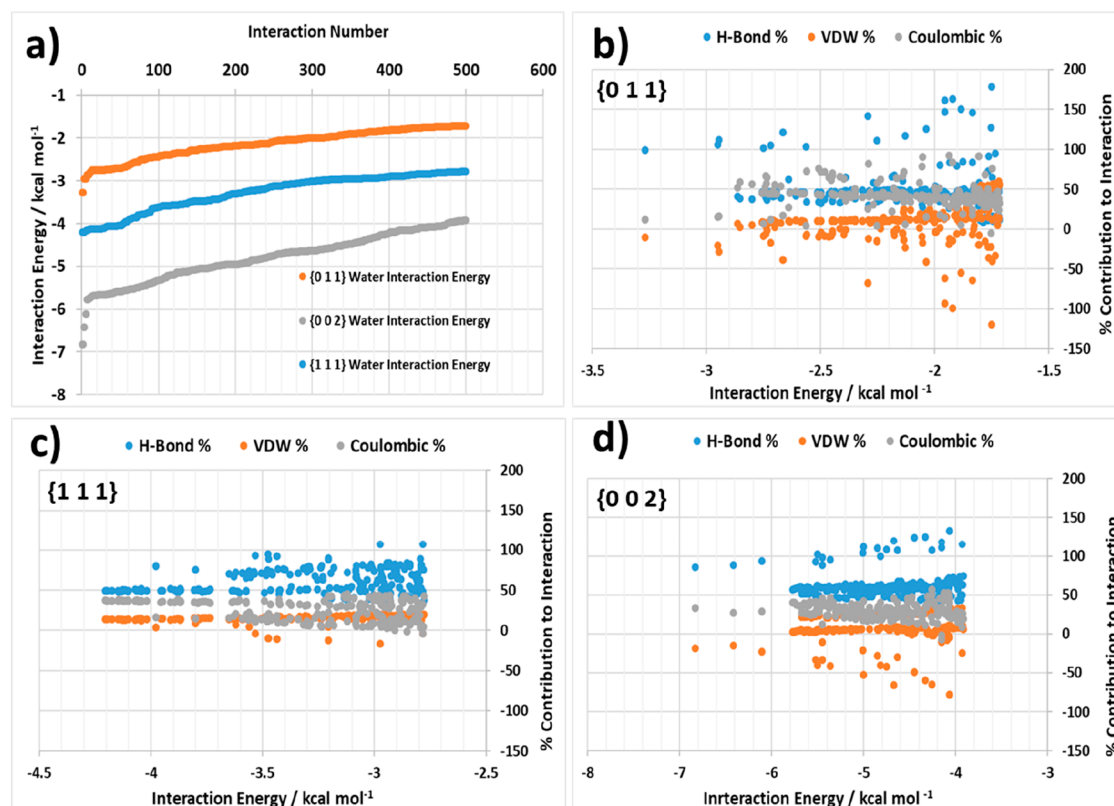 a)
Interaction Number
0 100 200 300 400 500 600
-1
-2
-3
-4
-5
-6
-7
-8
Interaction Energy / kcal mol⁻¹
{0 1 1} Water Interaction Energy
{0 0 2} Water Interaction Energy
{1 1 1} Water Interaction Energy
b)
H-Bond % VDW % Coulombic %
{0 1 1}
200
150
100
50
0
-50
-100
-150
% Contribution to Interaction
-3.5 -3 -2.5 -2 -1.5
Interaction Energy / kcal mol ⁻¹
c)
H-Bond % VDW % Coulombic %
{1 1 1}
200
150
100
50
0
-50
-100
-150
% Contribution to Interaction
-4.5 -4 -3.5 -3 -2.5
Interaction Energy / kcal mol⁻¹
d)
H-Bond % VDW % Coulombic %
{0 0 2}
200
150
100
50
0
-50
-100
-150
% Contribution to Interaction
-8 -7 -6 -5 -4 -3
Inrteraction Energy / kcal mol⁻¹